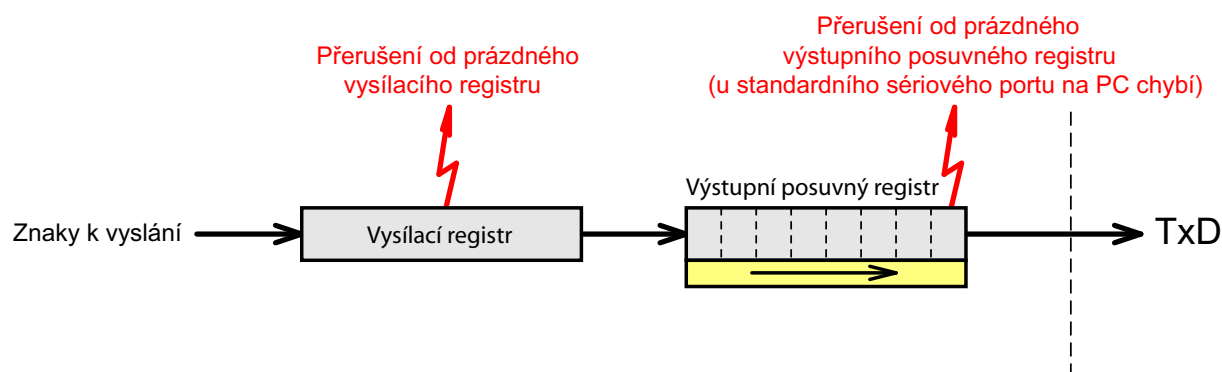 Přerušení od prázdného
vysílacího registru
Přerušení od prázdného
výstupního posuvného registru
(u standardního sériového portu na PC chybí)
Výstupní posuvný registr
Znaky k vyslání
Vysílací registr
TxD